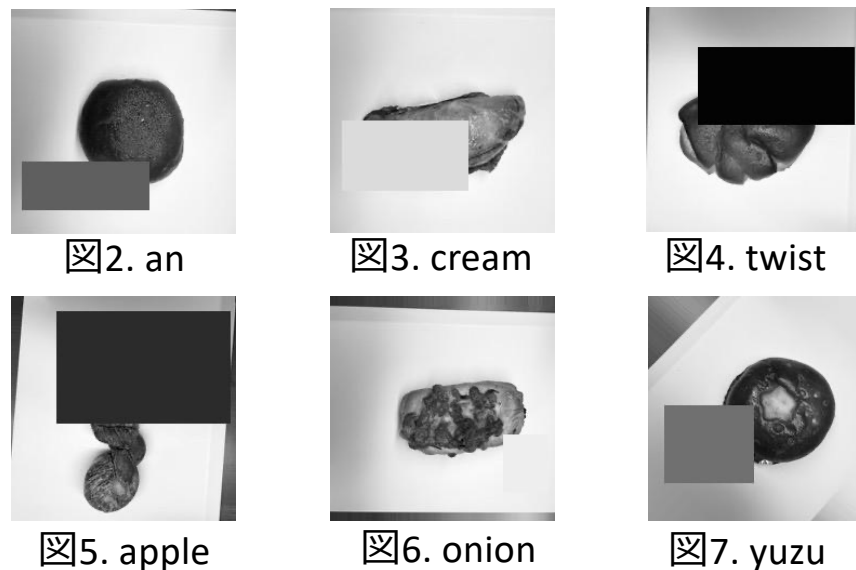 図2. an
図3. cream
図4. twist
図5. apple
図6. onion
図7. yuzu